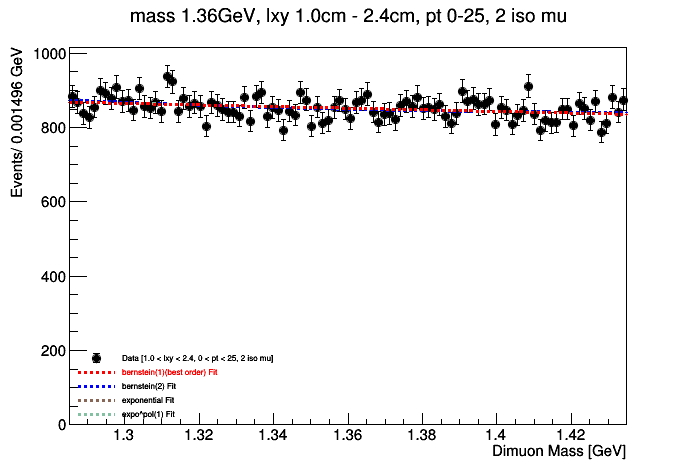 mass 1.36GeV, lxy 1.0cm - 2.4cm, pt 0-25, 2 iso mu
Events/ 0.001496 GeV
1000
800
600
400
200
0
Data [1.0 < lxy < 2.4, 0 < pt < 25, 2 iso mu]
bernstein(1)(best order) Fit
bernstein(2) Fit
exponential Fit
expo*pol(1) Fit
1.3 1.32 1.34 1.36 1.38 1.4 1.42
Dimuon Mass [GeV]